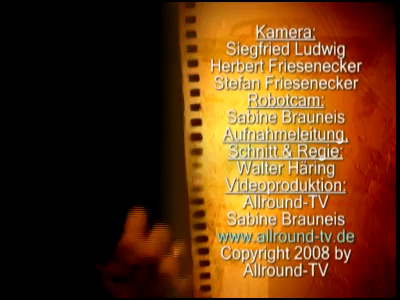 Kamera:
Siegfried Ludwig
Herbert Friesenecker
Stefan Friesenecker
Robotcam:
Sabine Brauneis
Aufnahmeleitung,
Schnitt & Regie:
Walter Häring
Videoproduktion:
Allround-TV
Sabine Brauneis
www.allround-tv.de
Copyright 2008 by
Allround-TV